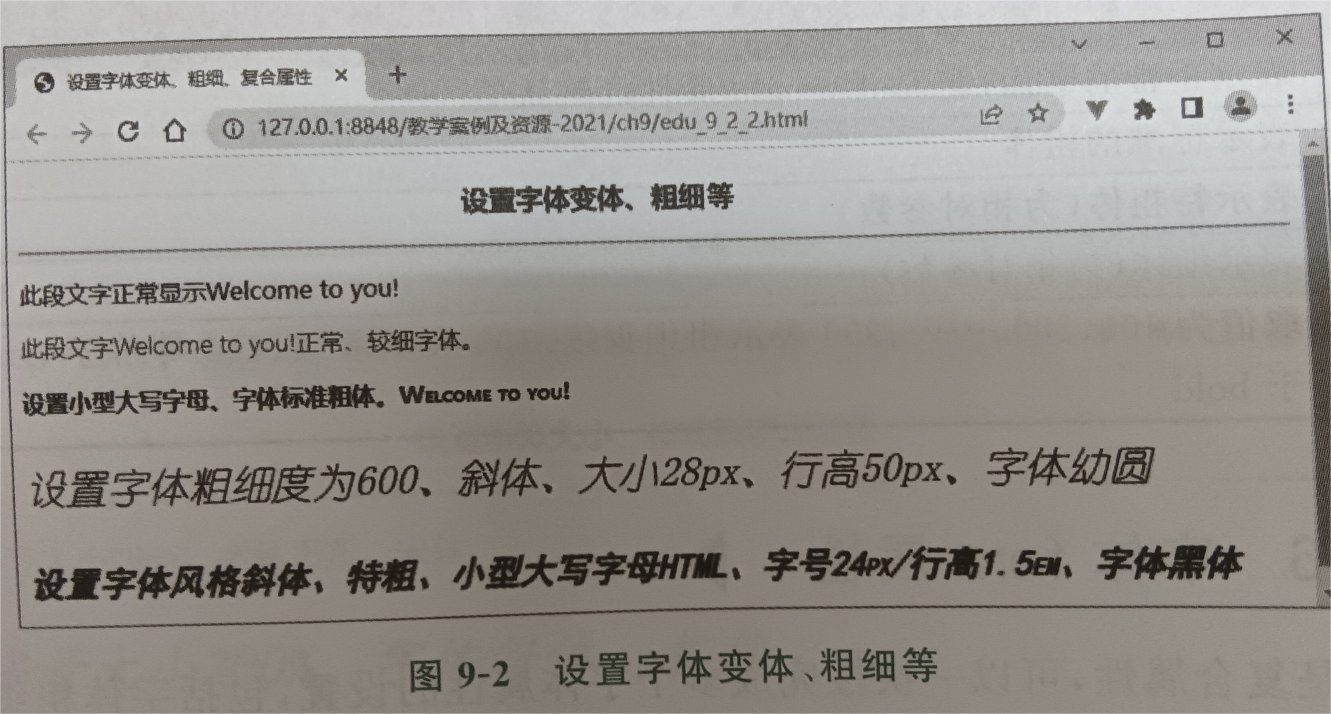 设置字体变体、粗细、复合属性
127.0.0.1:8848/教学案例及资源-2021/ch9/edu_9_2_2.html
设置字体变体、粗细等
此段文字正常显示Welcome to you!
此段文字Welcome to you!正常、较细字体。
设置小型大写字母、字体标准粗体。WELCOME TO YOU!
设置字体粗细度为600、斜体、大小28px、行高50px、字体幼圆
设置字体风格斜体、特粗、小型大写字母HTML、字号24PX/行高1.5EM、字体黑体
图 9-2 设置字体变体、粗细等